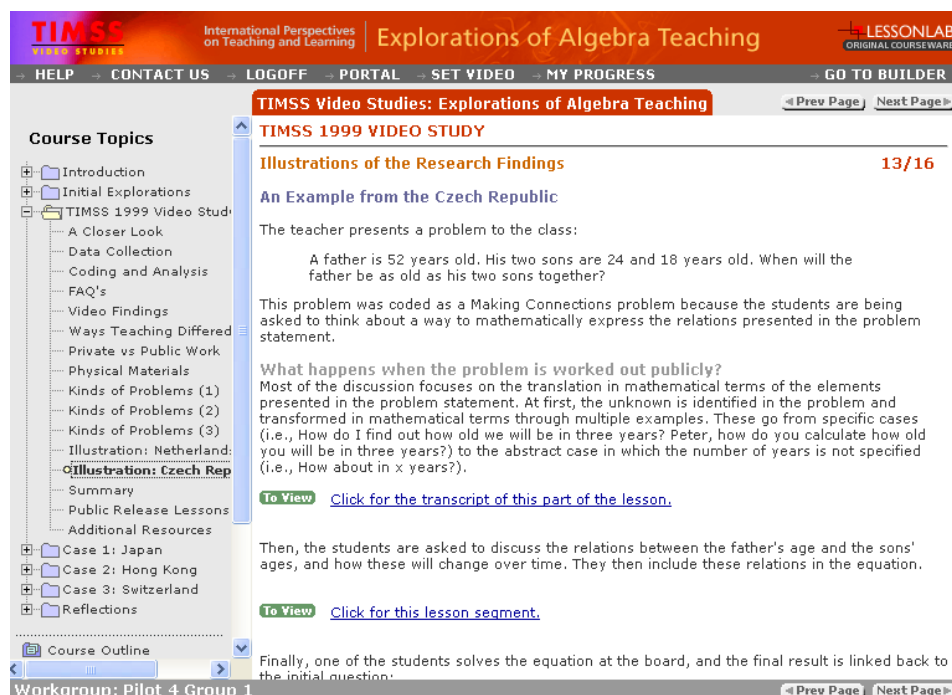 TIMSS
VIDEO STUDIES
International Perspectives
on Teaching and Learning
Explorations of Algebra Teaching
LESSONLAB
ORIGINAL COURSEWARE
→ HELP → CONTACT US → LOGOFF → PORTAL → SET VIDEO → MY PROGRESS → GO TO BUILDER
TIMSS Video Studies: Explorations of Algebra Teaching
Prev Page Next Page
Course Topics
Introduction
Initial Explorations
TIMSS 1999 Video Stud
A Closer Look
Data Collection
Coding and Analysis
FAQ's
Video Findings
Ways Teaching Differed
Private vs Public Work
Physical Materials
Kinds of Problems (1)
Kinds of Problems (2)
Kinds of Problems (3)
Illustration: Netherland:
Illustration: Czech Rep
Summary
Public Release Lessons
Additional Resources
Case 1: Japan
Case 2: Hong Kong
Case 3: Switzerland
Reflections
Course Outline
TIMSS 1999 VIDEO STUDY
Illustrations of the Research Findings 13/16
An Example from the Czech Republic
The teacher presents a problem to the class:
A father is 52 years old. His two sons are 24 and 18 years old. When will the
father be as old as his two sons together?
This problem was coded as a Making Connections problem because the students are being
asked to think about a way to mathematically express the relations presented in the problem
statement.
What happens when the problem is worked out publicly?
Most of the discussion focuses on the translation in mathematical terms of the elements
presented in the problem statement. At first, the unknown is identified in the problem and
transformed in mathematical terms through multiple examples. These go from specific cases
(i.e., How do I find out how old we will be in three years? Peter, how do you calculate how old
you will be in three years?) to the abstract case in which the number of years is not specified
(i.e., How about in x years?).
To View Click for the transcript of this part of the lesson.
Then, the students are asked to discuss the relations between the father's age and the sons'
ages, and how these will change over time. They then include these relations in the equation.
To View Click for this lesson segment.
Finally, one of the students solves the equation at the board, and the final result is linked back to
the initial question:
Workgroup: Pilot 4 Group 1
Prev Page Next Page